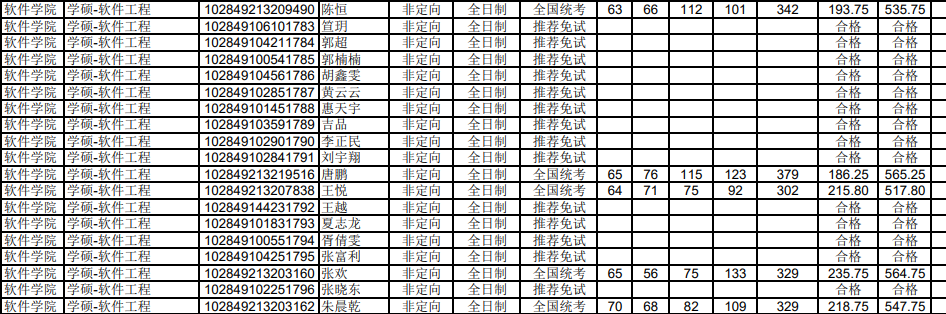 软件学院 学硕-软件工程 102849213209490 陈恒 非定向 全日制 全国统考 63 66 112 101 342 193.75 535.75
软件学院 学硕-软件工程 102849106101783 笪玥 非定向 全日制 推荐免试 合格 合格
软件学院 学硕-软件工程 102849104211784 郭超 非定向 全日制 推荐免试 合格 合格
软件学院 学硕-软件工程 102849100541785 郭楠楠 非定向 全日制 推荐免试 合格 合格
软件学院 学硕-软件工程 102849104561786 胡鑫雯 非定向 全日制 推荐免试 合格 合格
软件学院 学硕-软件工程 102849102851787 黄云云 非定向 全日制 推荐免试 合格 合格
软件学院 学硕-软件工程 102849101451788 惠天宇 非定向 全日制 推荐免试 合格 合格
软件学院 学硕-软件工程 102849103591789 吉品 非定向 全日制 推荐免试 合格 合格
软件学院 学硕-软件工程 102849102901790 李正民 非定向 全日制 推荐免试 合格 合格
软件学院 学硕-软件工程 102849102841791 刘宇翔 非定向 全日制 推荐免试 合格 合格
软件学院 学硕-软件工程 102849213219516 唐鹏 非定向 全日制 全国统考 65 76 115 123 379 186.25 565.25
软件学院 学硕-软件工程 102849213207838 王悦 非定向 全日制 全国统考 64 71 75 92 302 215.80 517.80
软件学院 学硕-软件工程 102849144231792 王越 非定向 全日制 推荐免试 合格 合格
软件学院 学硕-软件工程 102849101831793 夏志龙 非定向 全日制 推荐免试 合格 合格
软件学院 学硕-软件工程 102849100551794 胥倩雯 非定向 全日制 推荐免试 合格 合格
软件学院 学硕-软件工程 102849104251795 张富利 非定向 全日制 推荐免试 合格 合格
软件学院 学硕-软件工程 102849213203160 张欢 非定向 全日制 全国统考 65 56 75 133 329 235.75 564.75
软件学院 学硕-软件工程 102849102251796 张晓东 非定向 全日制 推荐免试 合格 合格
软件学院 学硕-软件工程 102849213203162 朱晨乾 非定向 全日制 全国统考 70 68 82 109 329 218.75 547.75